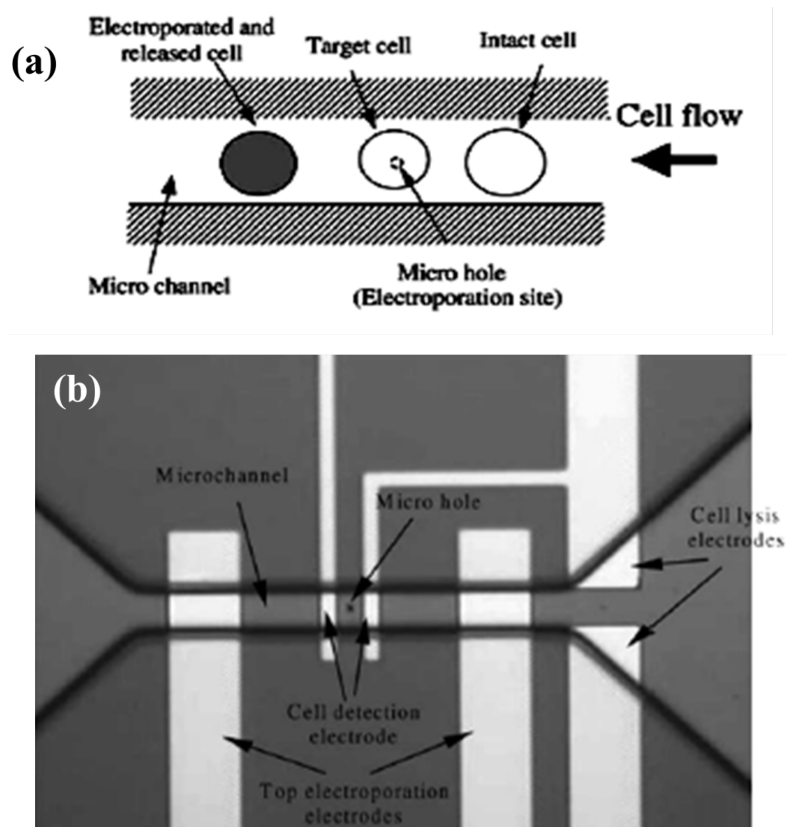 (a)
Electroporated and
released cell
Target cell
Intact cell
Cell flow
Micro channel
Micro hole
(Electroporation site)
(b)
Microchannel
Micro hole
Cell lysis
electrodes
Cell detection
electrode
Top electroporation
electrodes